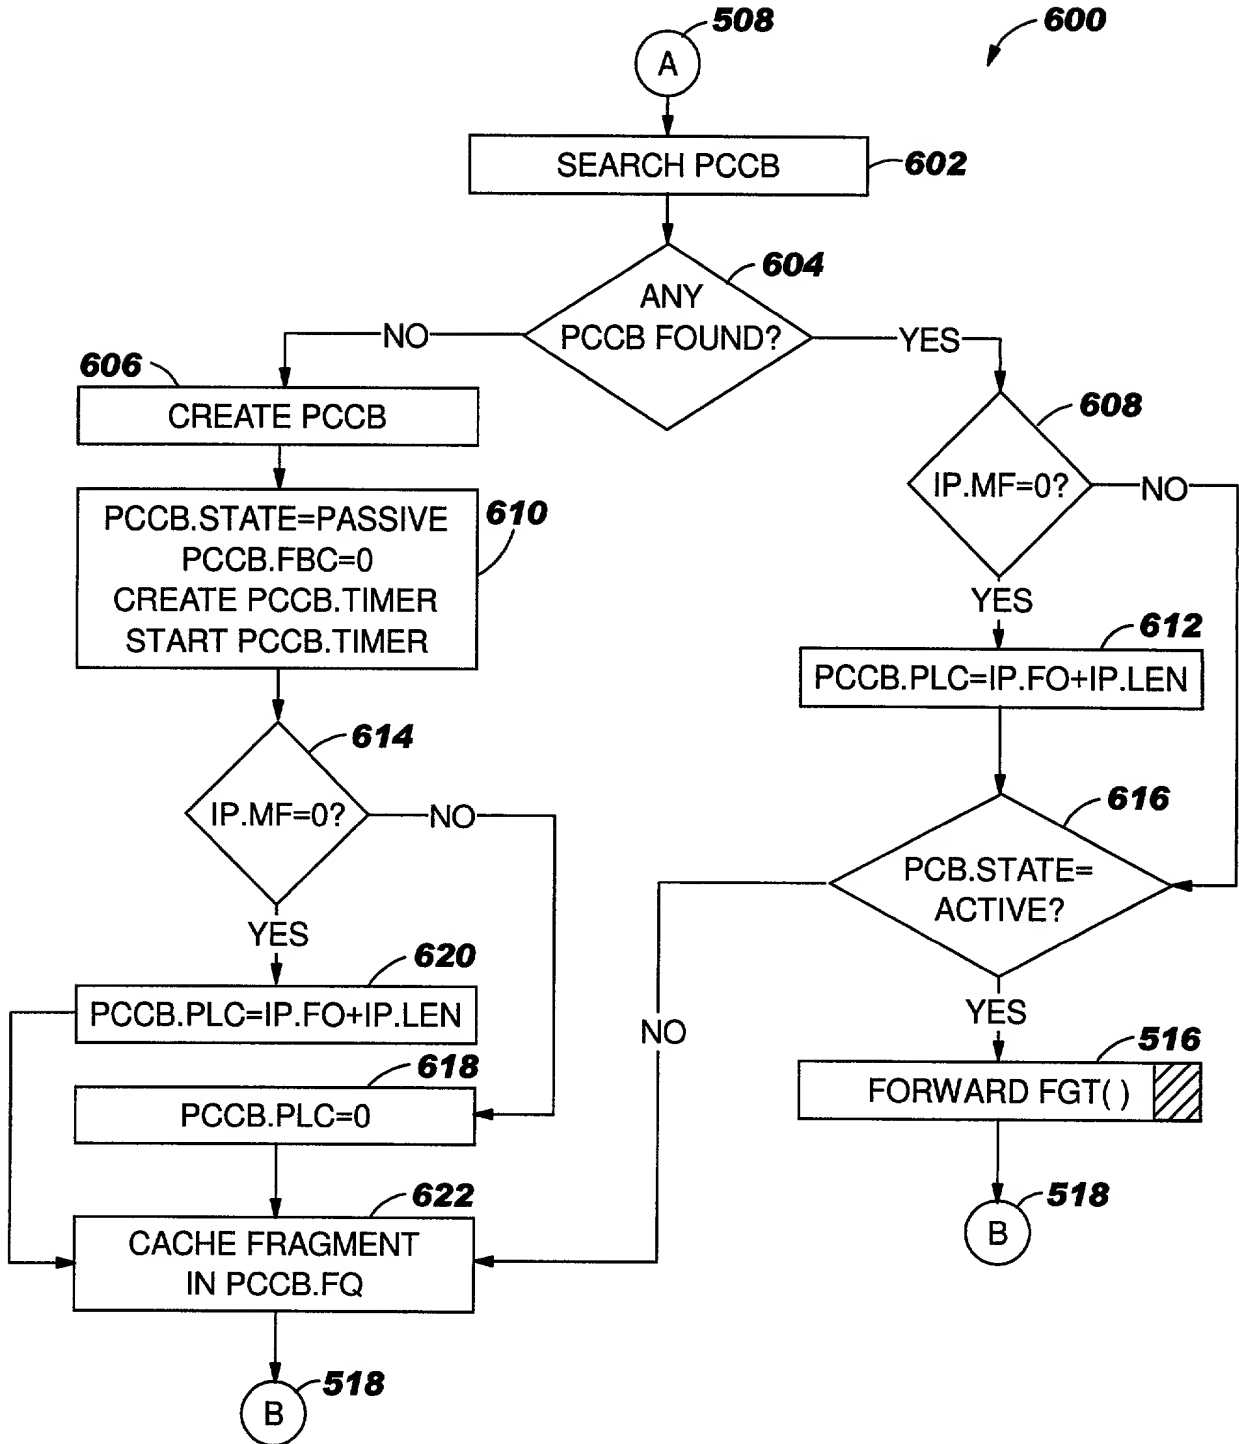 508
600
A
SEARCH PCCB
602
604
ANY
PCCB FOUND?
NO
YES
606
CREATE PCCB
608
IP.MF=0?
NO
PCCB.STATE=PASSIVE
PCCB.FBC=0
CREATE PCCB.TIMER
START PCCB.TIMER
610
YES
612
PCCB.PLC=IP.FO+IP.LEN
614
IP.MF=0?
NO
616
PCB.STATE=
ACTIVE?
YES
620
PCCB.PLC=IP.FO+IP.LEN
NO
YES
516
FORWARD FGT( )
618
PCCB.PLC=0
622
CACHE FRAGMENT
IN PCCB.FQ
518
B
518
B